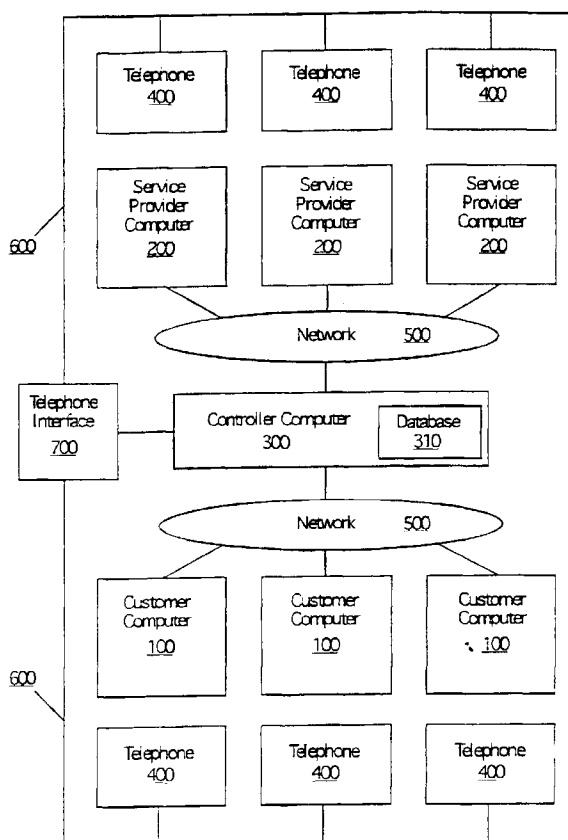 Telephone
400
Telephone
400
Telephone
400
Service
Provider
Computer
200
Service
Provider
Computer
200
Service
Provider
Computer
200
600
Network 500
Telephone
Interface
700
Controller Computer
300
Database
310
Network 500
Customer
Computer
100
Customer
Computer
100
Customer
Computer
100
600
Telephone
400
Telephone
400
Telephone
400